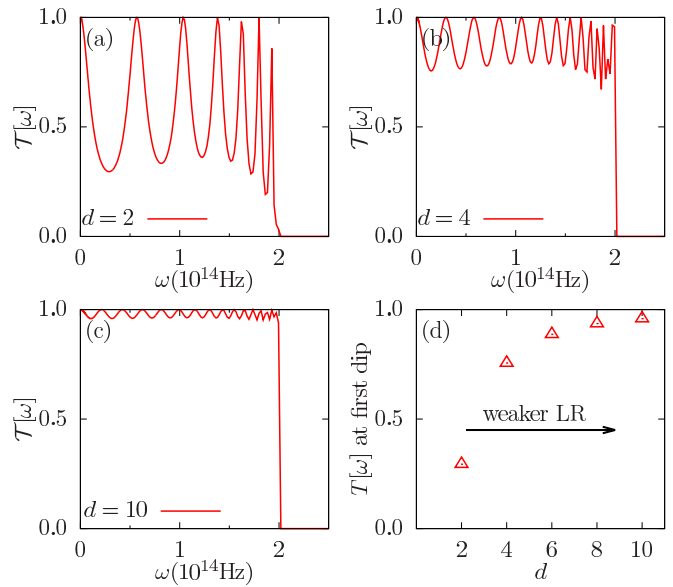 1.0
(a)
𝒯[ω]
0.5
d = 2
0.0
0 1 2
ω(10¹⁴Hz)
1.0
(b)
𝒯[ω]
0.5
d = 4
0.0
0 1 2
ω(10¹⁴Hz)
1.0
(c)
𝒯[ω]
0.5
d = 10
0.0
0 1 2
ω(10¹⁴Hz)
1.0
(d)
T[ω] at first dip
0.5
weaker LR
0.0
2 4 6 8 10
d